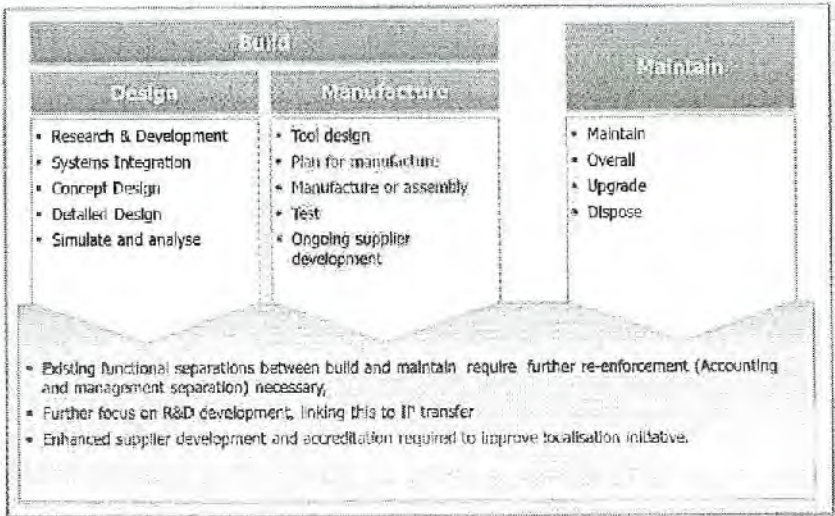 Build
Design
Manufacture
Maintain
• Research & Development
• Systems Integration
• Concept Design
• Detailed Design
• Simulate and analyse
• Tool design
• Plan for manufacture
• Manufacture or assembly
• Test
• Ongoing supplier
development
• Maintain
• Overall
• Upgrade
• Dispose
• Existing functional separations between build and maintain require further re-enforcement (Accounting
and management separation) necessary,
• Further focus on R&D development, linking this to IP transfer
• Enhanced supplier development and accreditation required to improve localisation initiative.